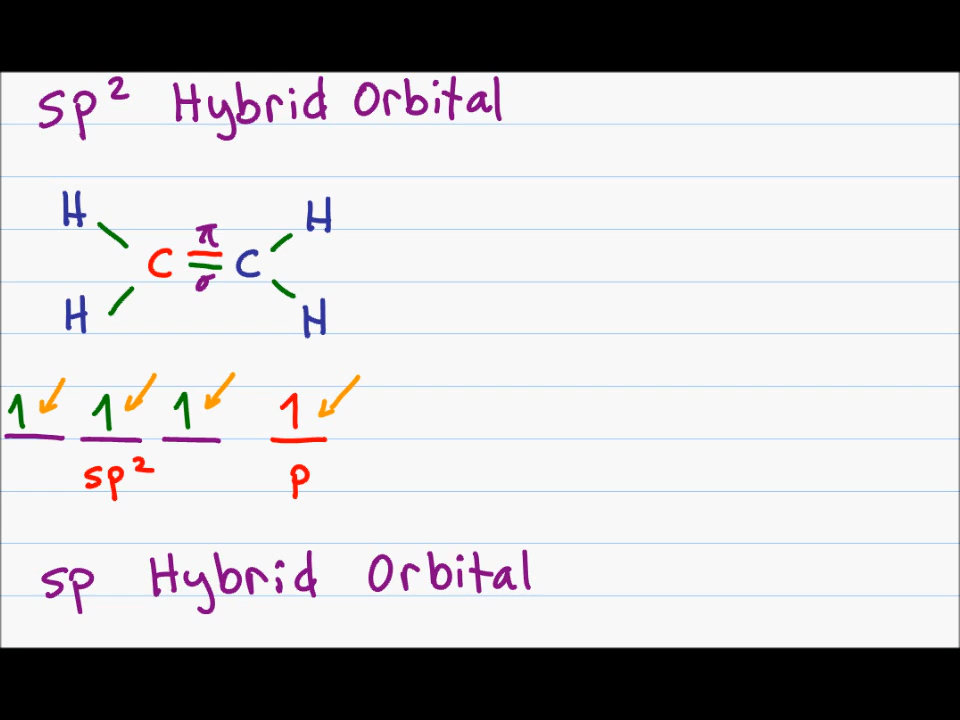 sp² Hybrid Orbital
H H
π
C = C
σ
H H
1 1 1 1
sp² p
sp Hybrid Orbital